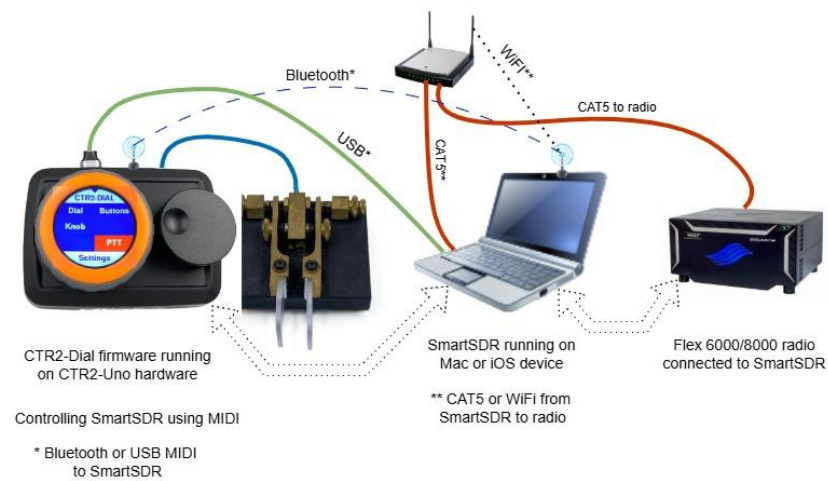 Bluetooth*
WiFI**
CAT5 to radio
USB*
CAT5**
CTR2-DIAL
Dial Buttons
Knob
PTT
Settings
CTR2-Dial firmware running
on CTR2-Uno hardware
Controlling SmartSDR using MIDI
* Bluetooth or USB MIDI
to SmartSDR
SmartSDR running on
Mac or iOS device
** CAT5 or WiFi from
SmartSDR to radio
Flex 6000/8000 radio
connected to SmartSDR